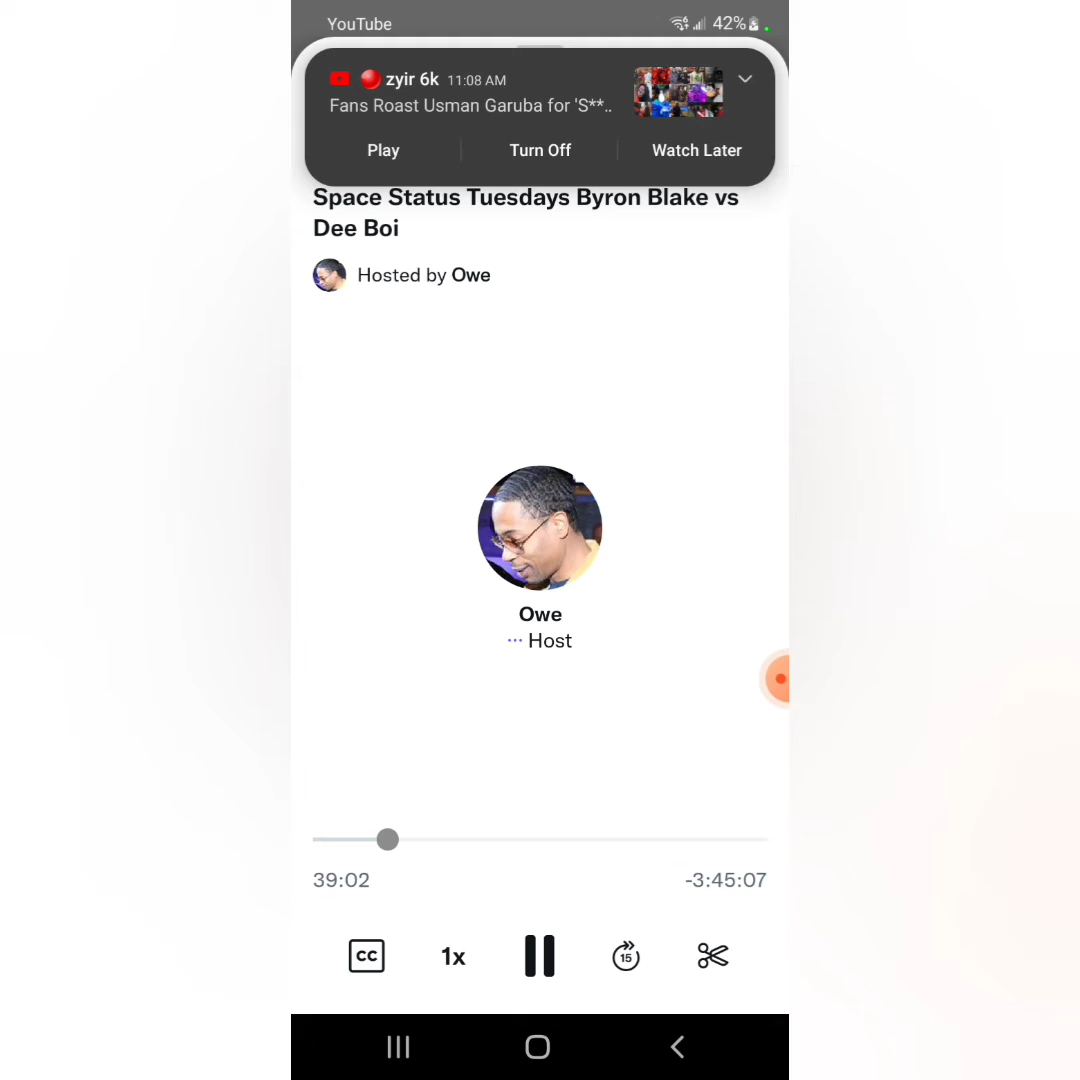 YouTube
42%
zyir 6k 11:08 AM
Fans Roast Usman Garuba for 'S**..
Play Turn Off Watch Later
Space Status Tuesdays Byron Blake vs
Dee Boi
Hosted by Owe
Owe
··· Host
39:02 -3:45:07
CC 1x 15